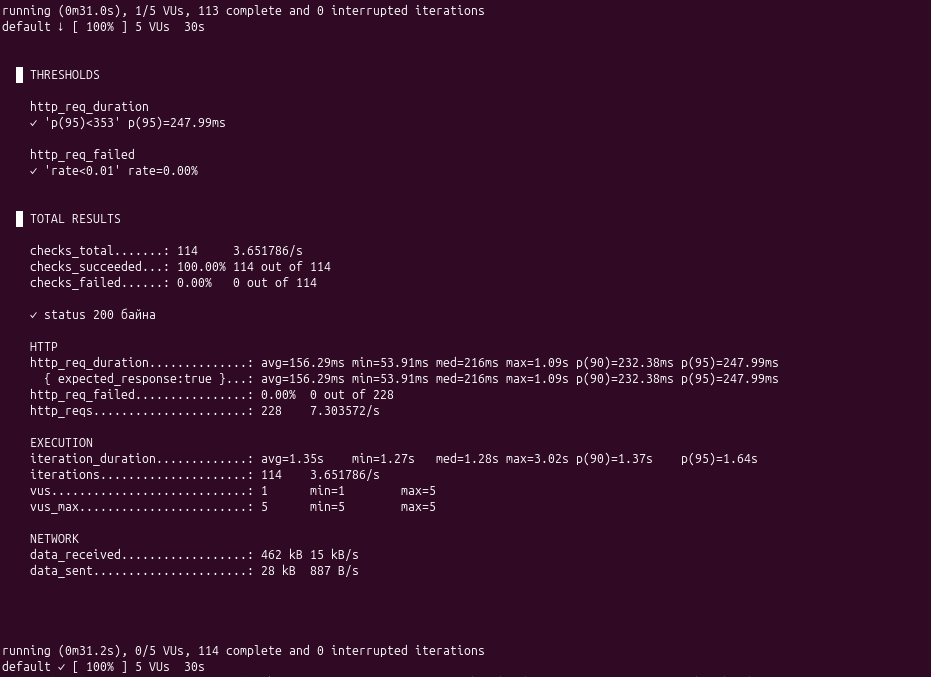 running (0m31.0s), 1/5 VUs, 113 complete and 0 interrupted iterations
default ↓ [ 100% ] 5 VUs  30s
█ THRESHOLDS
http_req_duration
✓ 'p(95)<353' p(95)=247.99ms
http_req_failed
✓ 'rate<0.01' rate=0.00%
█ TOTAL RESULTS
checks_total.......: 114     3.651786/s
checks_succeeded...: 100.00% 114 out of 114
checks_failed......: 0.00%   0 out of 114
✓ status 200 байна
HTTP
http_req_duration..............: avg=156.29ms min=53.91ms med=216ms max=1.09s p(90)=232.38ms p(95)=247.99ms
{ expected_response:true }...: avg=156.29ms min=53.91ms med=216ms max=1.09s p(90)=232.38ms p(95)=247.99ms
http_req_failed................: 0.00%  0 out of 228
http_reqs......................: 228    7.303572/s
EXECUTION
iteration_duration.............: avg=1.35s    min=1.27s   med=1.28s max=3.02s p(90)=1.37s    p(95)=1.64s
iterations.....................: 114    3.651786/s
vus............................: 1      min=1        max=5
vus_max........................: 5      min=5        max=5
NETWORK
data_received..................: 462 kB 15 kB/s
data_sent......................: 28 kB  887 B/s
running (0m31.2s), 0/5 VUs, 114 complete and 0 interrupted iterations
default ✓ [ 100% ] 5 VUs  30s